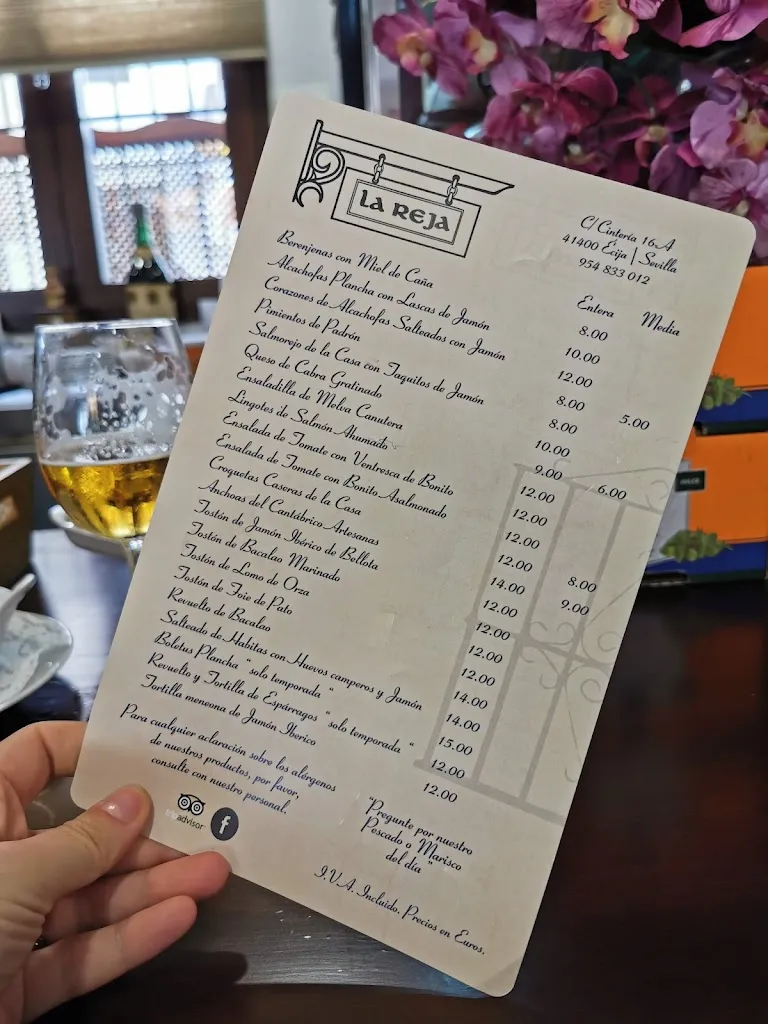 LA REJA
C/ Cintería 16A
41400 Écija | Sevilla
954 833 012
Entera Media
Berenjenas con Miel de Caña 8.00
Alcachofas Plancha con Lascas de Jamón 10.00
Corazones de Alcachofas Salteados con Jamón 12.00
Pimientos de Padrón 8.00
Salmorejo de la Casa con Taquitos de Jamón 8.00 5.00
Queso de Cabra Gratinado 10.00
Ensaladilla de Melva Canutera 9.00 6.00
Lingotes de Salmón Ahumado 12.00
Ensalada de Tomate con Ventresca de Bonito 12.00
Ensalada de Tomate con Bonito Asalmonado 12.00
Croquetas Caseras de la Casa 12.00 8.00
Anchoas del Cantábrico Artesanas 14.00 9.00
Tostón de Jamón Ibérico de Bellota 12.00
Tostón de Bacalao Marinado 12.00
Tostón de Lomo de Orza 12.00
Tostón de Foie de Pato 12.00
Revuelto de Bacalao 14.00
Salteado de Habitas con Huevos camperos y Jamón 14.00
Boletus Plancha "solo temporada" 15.00
Revuelto y Tortilla de Espárragos "solo temporada" 12.00
Tortilla meneona de Jamón Iberico 12.00
Para cualquier aclaración sobre los alérgenos
de nuestros productos, por favor,
consulte con nuestro personal.
"Pregunte por nuestro
Pescado o Marisco
del día"
tripadvisor
f
I.V.A. Incluido. Precios en Euros.